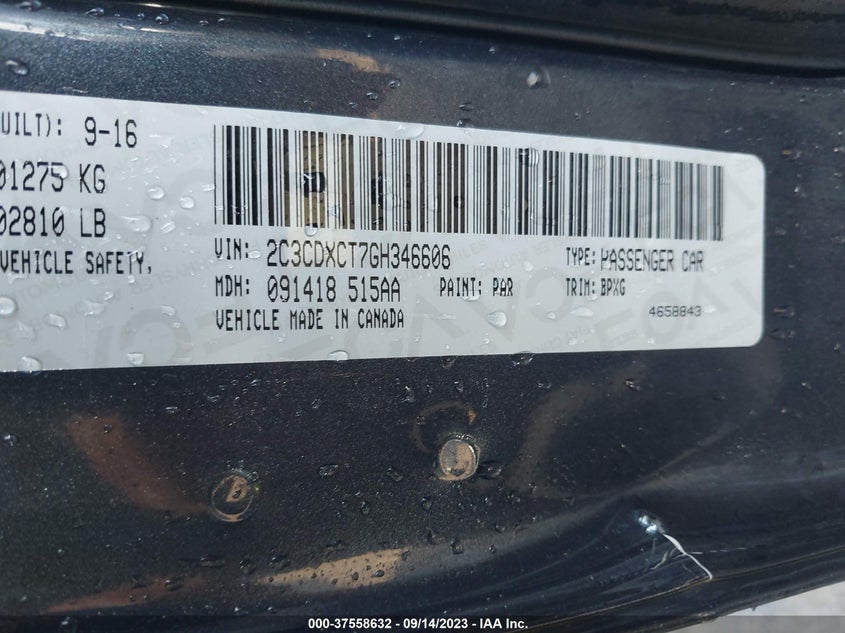 UILT): 9-16
01275 KG
02810 LB
VEHICLE SAFETY,
VIN: 2C3CDXCT7GH346606
TYPE: PASSENGER CAR
MDH: 091418 515AA
PAINT: PAR
TRIM: BPXG
VEHICLE MADE IN CANADA
4658843
000-37558632 - 09/14/2023 - IAA Inc.